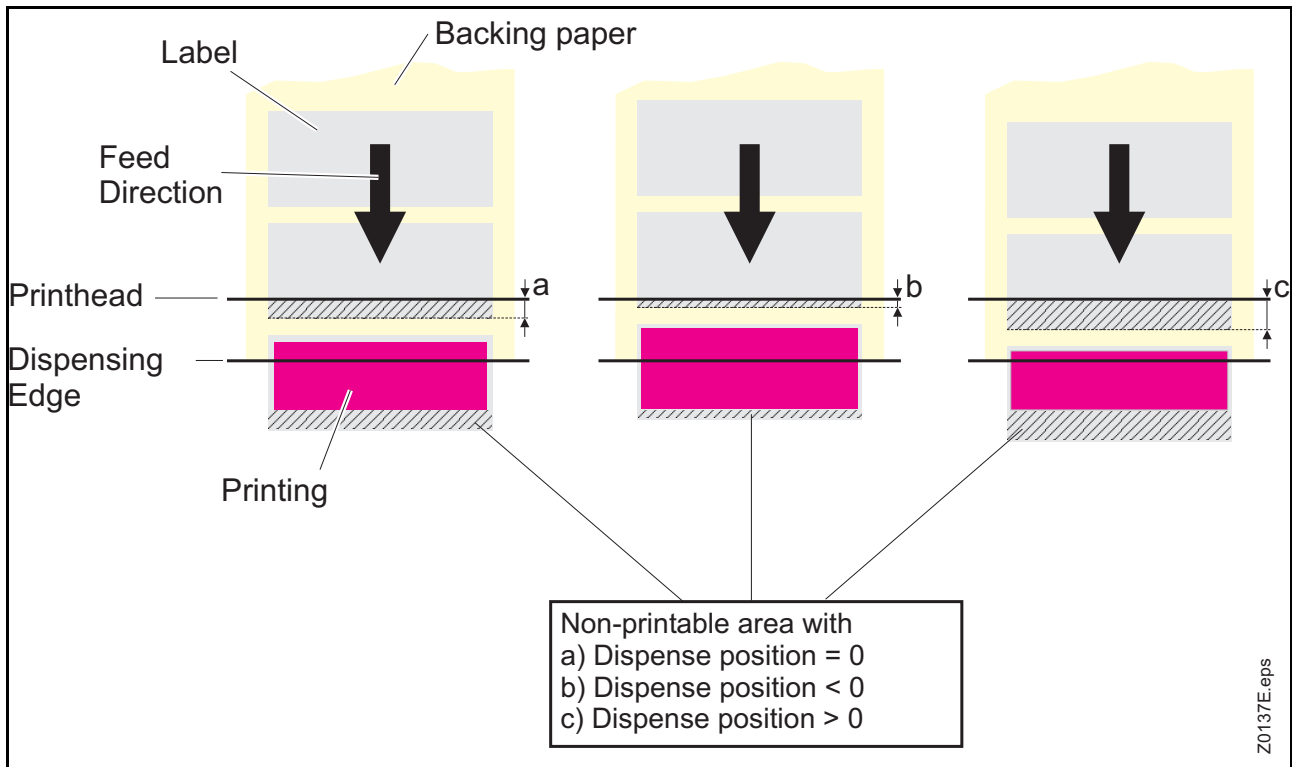 Backing paper
Label
Feed
Direction
Printhead
a
b
c
Dispensing
Edge
Printing
Non-printable area with
a) Dispense position = 0
b) Dispense position < 0
c) Dispense position > 0
Z0137E.eps